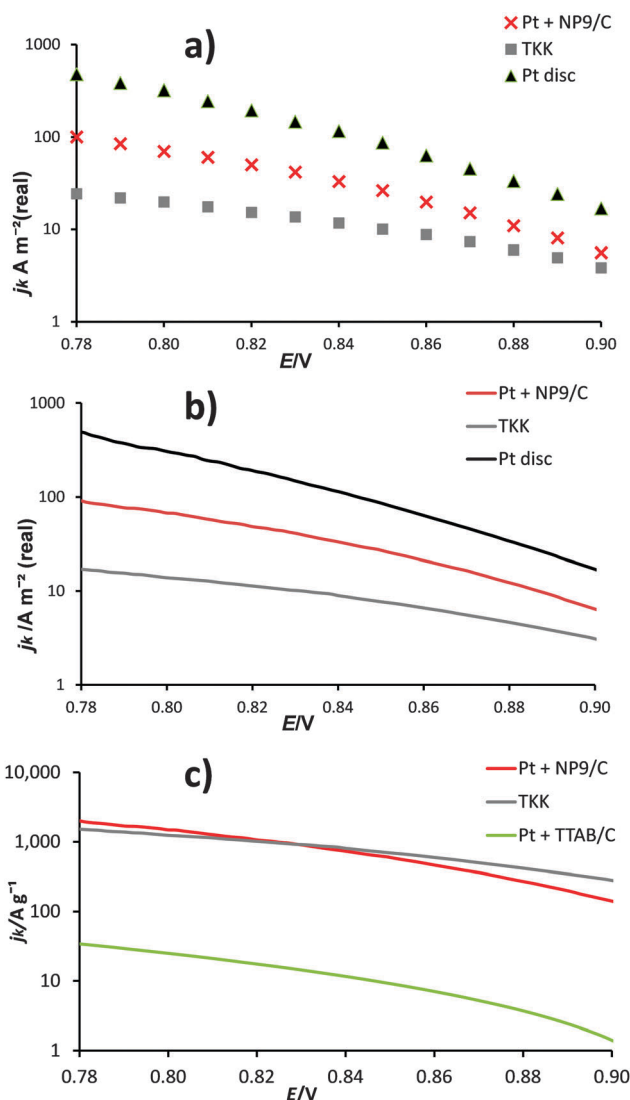 a)
Pt + NP9/C
TKK
Pt disc
1000
100
10
1
jk A m⁻²(real)
0.78 0.80 0.82 0.84 0.86 0.88 0.90
E/V
b)
Pt + NP9/C
TKK
Pt disc
1000
100
10
1
jk /A m⁻² (real)
0.78 0.80 0.82 0.84 0.86 0.88 0.90
E/V
c)
Pt + NP9/C
TKK
Pt + TTAB/C
10,000
1,000
100
10
1
jk/A g⁻¹
0.78 0.80 0.82 0.84 0.86 0.88 0.90
E/V